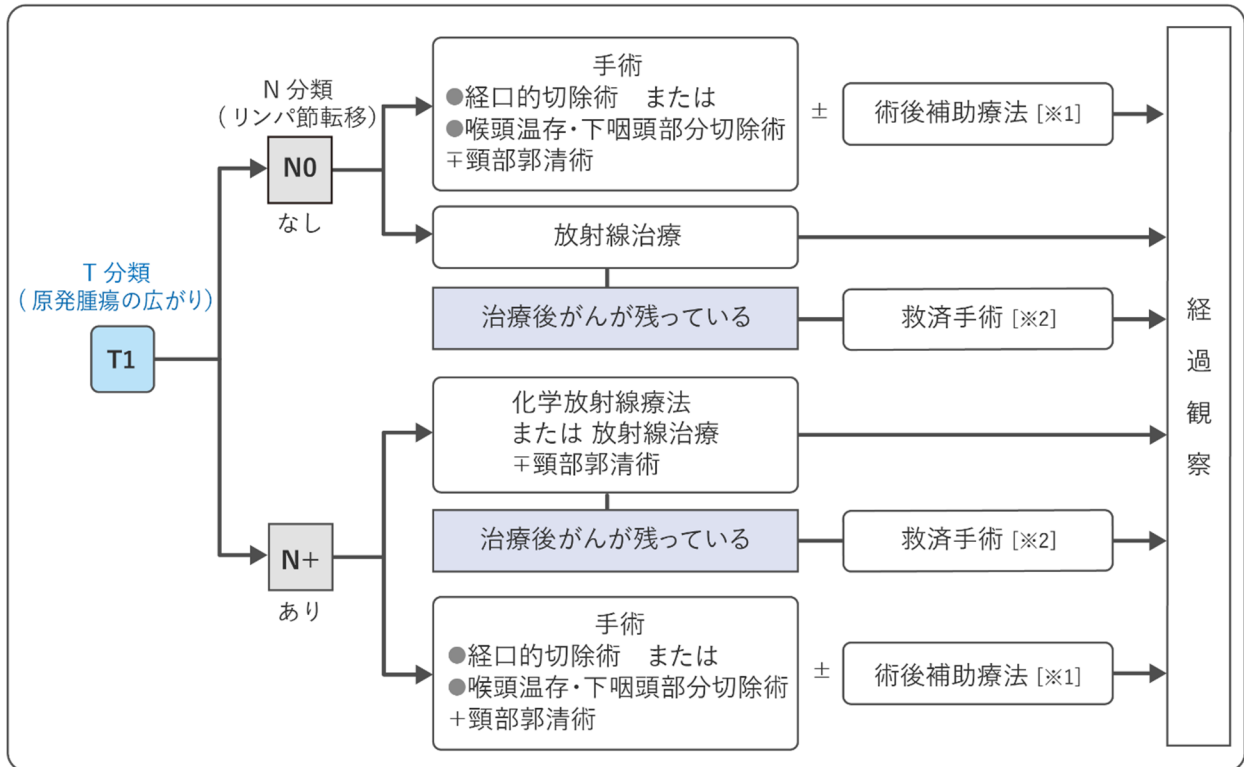 T 分類
(原発腫瘍の広がり)
T1
N 分類
(リンパ節転移)
N0
なし
手術
●経口的切除術 または
●喉頭温存・下咽頭部分切除術
∓頸部郭清術
±
術後補助療法 [※1]
放射線治療
治療後がんが残っている
救済手術 [※2]
N+
あり
化学放射線療法
または 放射線治療
∓頸部郭清術
治療後がんが残っている
救済手術 [※2]
手術
●経口的切除術 または
●喉頭温存・下咽頭部分切除術
+頸部郭清術
±
術後補助療法 [※1]
経過観察